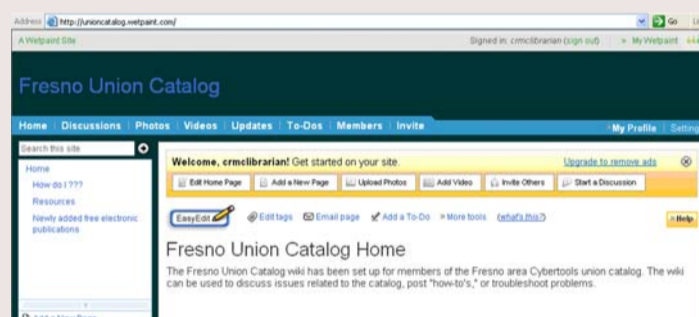 Address http://unioncatalog.wetpaint.com/ Go
A Wetpaint Site Signed in: crmclibrarian (sign out) » My Wetpaint
Fresno Union Catalog
Home Discussions Photos Videos Updates To-Dos Members Invite My Profile Setting
Search this site
Welcome, crmclibrarian! Get started on your site. Upgrade to remove ads
Home
How do I ???
Resources
Newly added free electronic
publications
Edit Home Page Add a New Page Upload Photos Add Video Invite Others Start a Discussion
EasyEdit Edit tags Email page Add a To-Do » More tools (what's this?) » Help
Fresno Union Catalog Home
The Fresno Union Catalog wiki has been set up for members of the Fresno area Cybertools union catalog. The wiki
can be used to discuss issues related to the catalog, post "how-to's," or troubleshoot problems.
Add a New Page